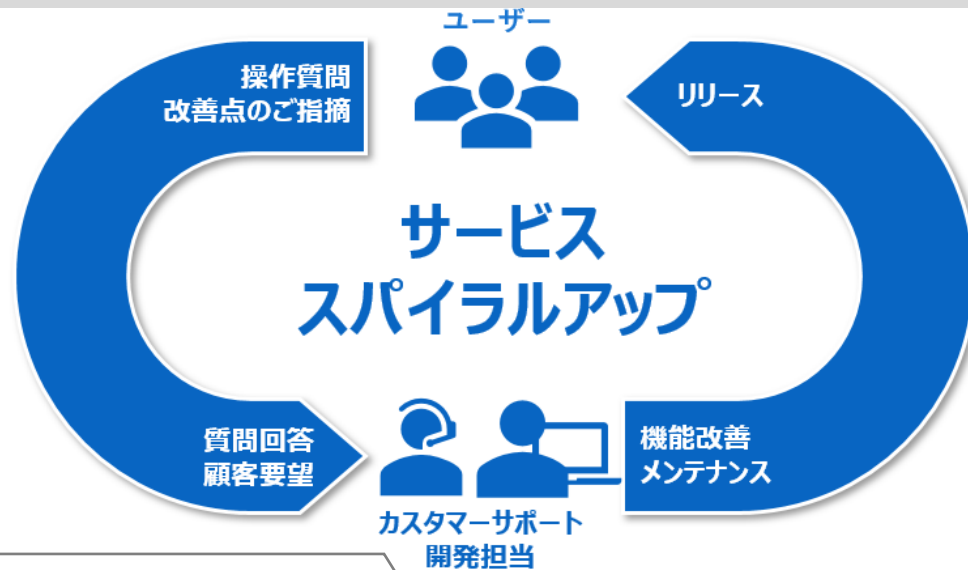 ユーザー
操作質問
改善点のご指摘
リリース
サービス
スパイラルアップ
質問回答
顧客要望
機能改善
メンテナンス
カスタマーサポート
開発担当